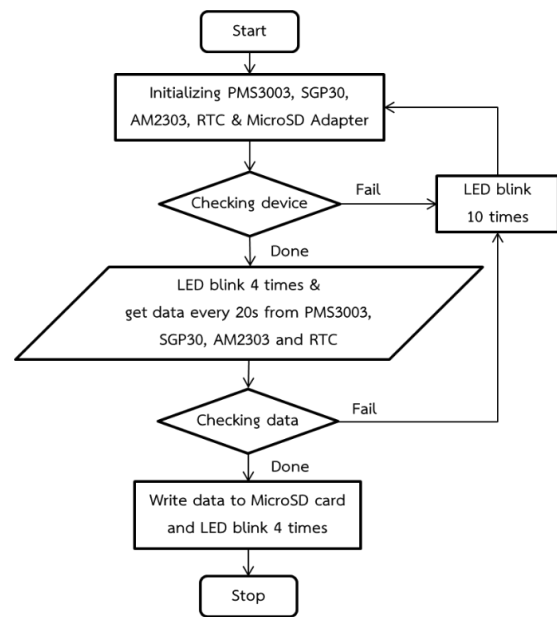 Start
Initializing PMS3003, SGP30,
AM2303, RTC & MicroSD Adapter
Checking device
Fail
LED blink
10 times
Done
LED blink 4 times &
get data every 20s from PMS3003,
SGP30, AM2303 and RTC
Checking data
Fail
Done
Write data to MicroSD card
and LED blink 4 times
Stop